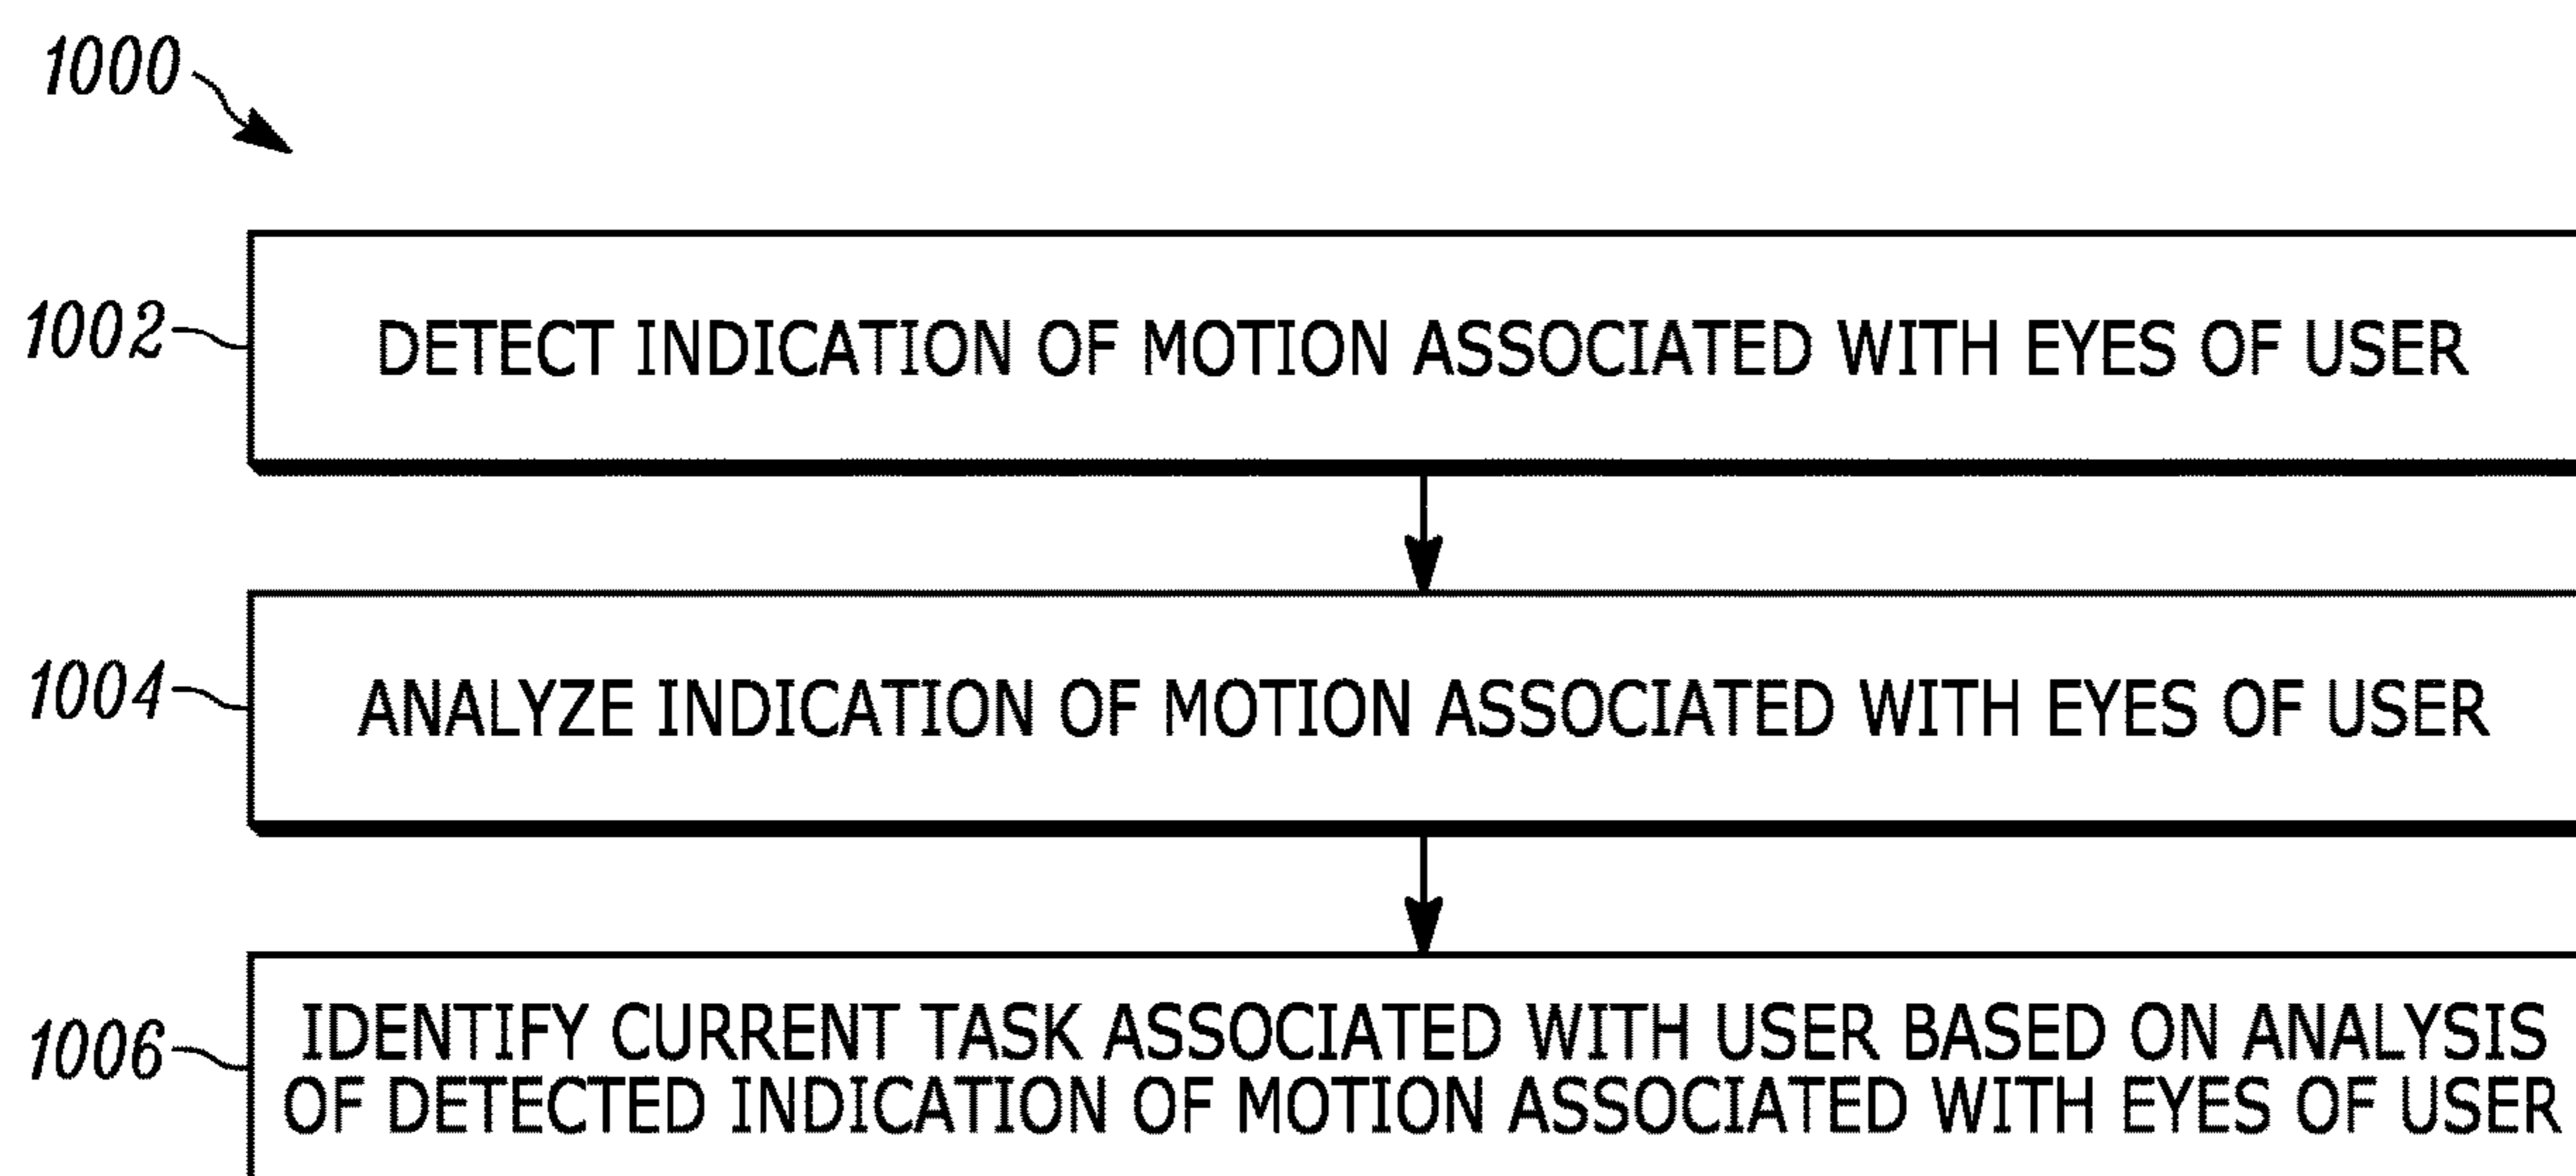 1000
1002
DETECT INDICATION OF MOTION ASSOCIATED WITH EYES OF USER
1004
ANALYZE INDICATION OF MOTION ASSOCIATED WITH EYES OF USER
1006
IDENTIFY CURRENT TASK ASSOCIATED WITH USER BASED ON ANALYSIS
OF DETECTED INDICATION OF MOTION ASSOCIATED WITH EYES OF USER